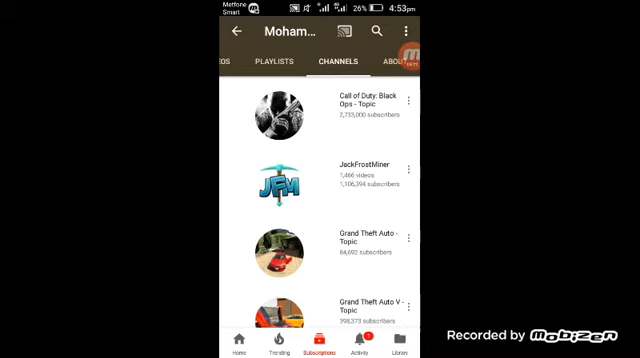 Metfone
Smart
26%
4:53pm
Moham...
OS
PLAYLISTS
CHANNELS
ABOUT
Call of Duty: Black
Ops - Topic
2,733,000 subscribers
JFM
JackFrostMiner
1,466 videos
1,106,394 subscribers
Grand Theft Auto -
Topic
84,692 subscribers
Grand Theft Auto V -
Topic
398,373 subscribers
1
Home
Trending
Subscriptions
Activity
Library
Recorded by mobizen